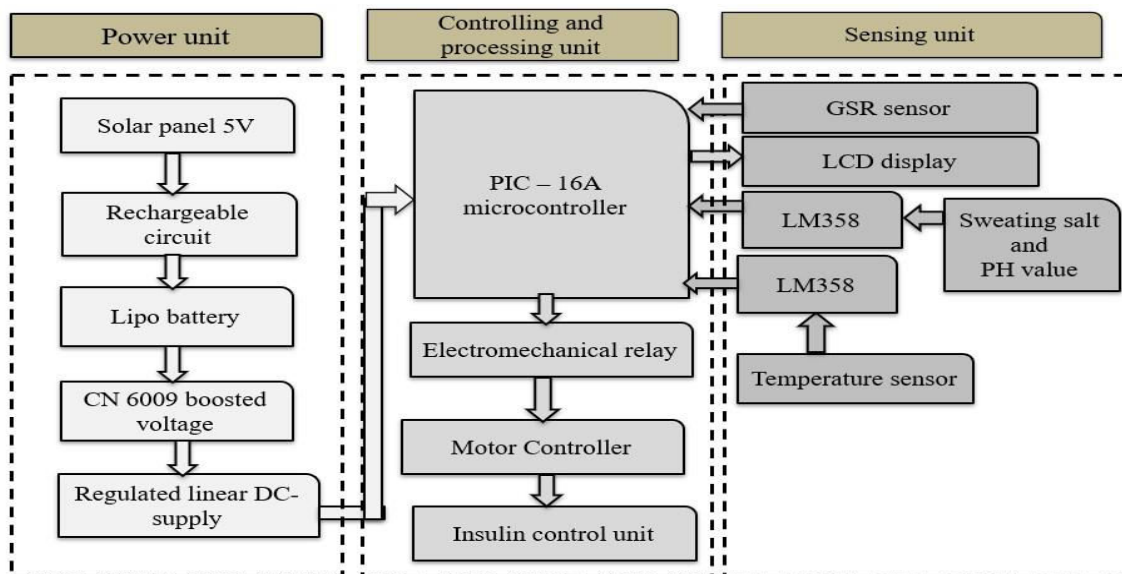 Power unit
Controlling and
processing unit
Sensing unit
Solar panel 5V
Rechargeable
circuit
Lipo battery
CN 6009 boosted
voltage
Regulated linear DC-
supply
PIC – 16A
microcontroller
Electromechanical relay
Motor Controller
Insulin control unit
GSR sensor
LCD display
LM358
Sweating salt
and
PH value
LM358
Temperature sensor